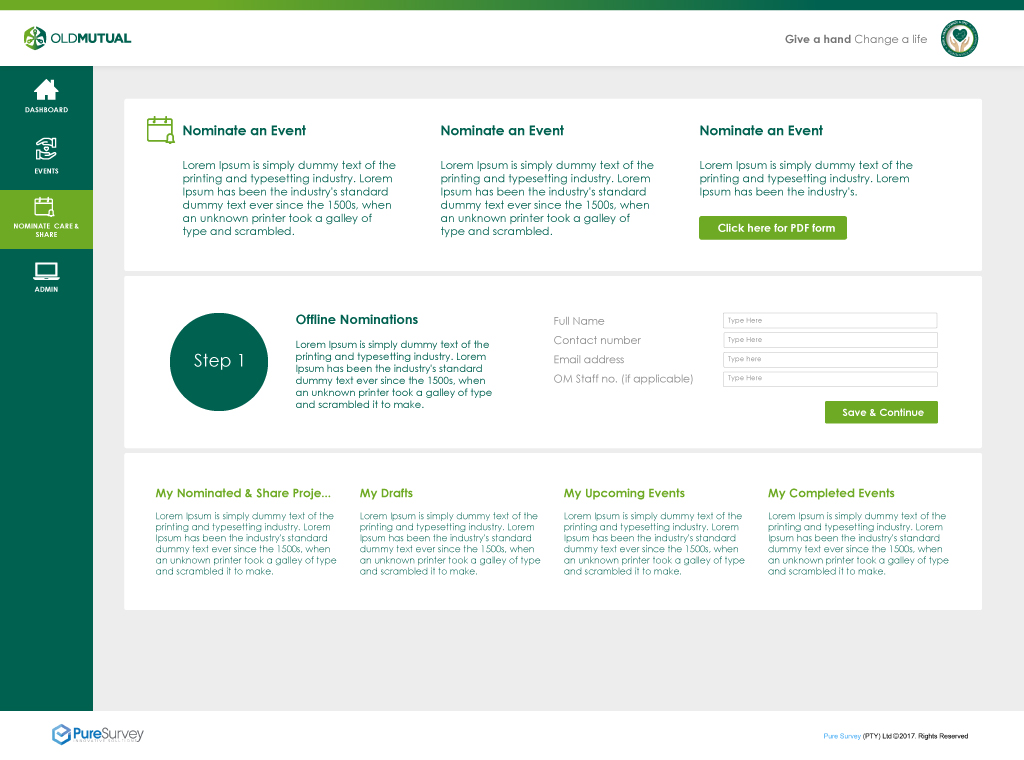 OLDMUTUAL
Give a hand Change a life
DASHBOARD
EVENTS
NOMINATE CARE &
SHARE
ADMIN
Nominate an Event
Lorem Ipsum is simply dummy text of the
printing and typesetting industry. Lorem
Ipsum has been the industry's standard
dummy text ever since the 1500s, when
an unknown printer took a galley of
type and scrambled.
Nominate an Event
Lorem Ipsum is simply dummy text of the
printing and typesetting industry. Lorem
Ipsum has been the industry's standard
dummy text ever since the 1500s, when
an unknown printer took a galley of
type and scrambled.
Nominate an Event
Lorem Ipsum is simply dummy text of the
printing and typesetting industry. Lorem
Ipsum has been the industry's.
Click here for PDF form
Step 1
Offline Nominations
Lorem Ipsum is simply dummy text of the
printing and typesetting industry. Lorem
Ipsum has been the industry's standard
dummy text ever since the 1500s, when
an unknown printer took a galley of type
and scrambled it to make.
Full Name
Type Here
Contact number
Type Here
Email address
Type here
OM Staff no. (if applicable)
Type Here
Save & Continue
My Nominated & Share Proje...
Lorem Ipsum is simply dummy text of the
printing and typesetting industry. Lorem
Ipsum has been the industry's standard
dummy text ever since the 1500s, when
an unknown printer took a galley of type
and scrambled it to make.
My Drafts
Lorem Ipsum is simply dummy text of the
printing and typesetting industry. Lorem
Ipsum has been the industry's standard
dummy text ever since the 1500s, when
an unknown printer took a galley of type
and scrambled it to make.
My Upcoming Events
Lorem Ipsum is simply dummy text of the
printing and typesetting industry. Lorem
Ipsum has been the industry's standard
dummy text ever since the 1500s, when
an unknown printer took a galley of type
and scrambled it to make.
My Completed Events
Lorem Ipsum is simply dummy text of the
printing and typesetting industry. Lorem
Ipsum has been the industry's standard
dummy text ever since the 1500s, when
an unknown printer took a galley of type
and scrambled it to make.
PureSurvey
Pure Survey (PTY) Ltd ©2017. Rights Reserved